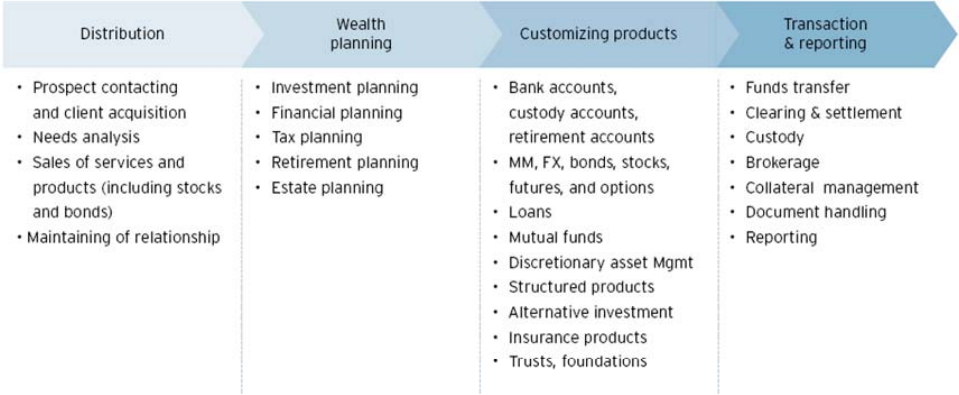 Distribution
Wealth
planning
Customizing products
Transaction
& reporting
• Prospect contacting
and client acquisition
• Needs analysis
• Sales of services and
products (including stocks
and bonds)
• Maintaining of relationship
• Investment planning
• Financial planning
• Tax planning
• Retirement planning
• Estate planning
• Bank accounts,
custody accounts,
retirement accounts
• MM, FX, bonds, stocks,
futures, and options
• Loans
• Mutual funds
• Discretionary asset Mgmt
• Structured products
• Alternative investment
• Insurance products
• Trusts, foundations
• Funds transfer
• Clearing & settlement
• Custody
• Brokerage
• Collateral management
• Document handling
• Reporting